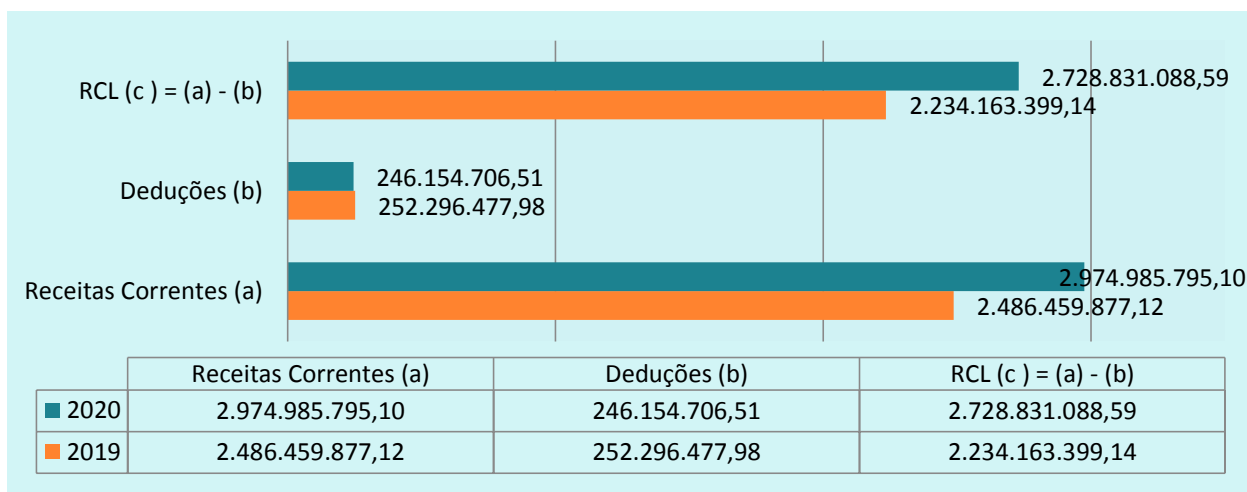 RCL (c ) = (a) - (b)
2.728.831.088,59
2.234.163.399,14
Deduções (b)
246.154.706,51
252.296.477,98
Receitas Correntes (a)
2.974.985.795,10
2.486.459.877,12
Receitas Correntes (a) Deduções (b) RCL (c ) = (a) - (b)
2020 2.974.985.795,10 246.154.706,51 2.728.831.088,59
2019 2.486.459.877,12 252.296.477,98 2.234.163.399,14